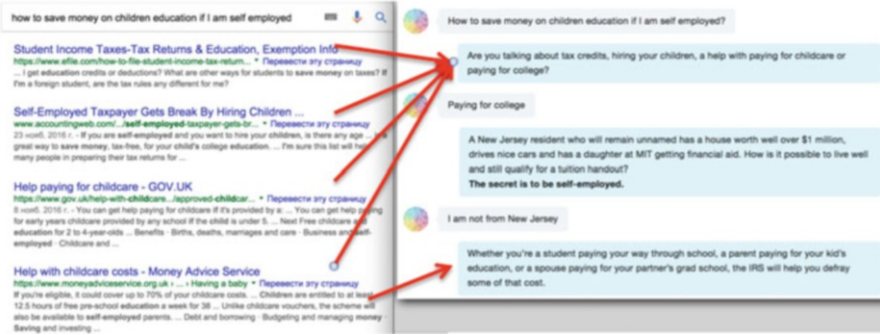 how to save money on children education if I am self employed
Student Income Taxes-Tax Returns & Education, Exemption Info
https://www.efile.com/how-to-file-student-income-tax-return... ▾ Перевести эту страницу
... I get education credits or deductions? What are other ways for students to save money on taxes? If
I'm a foreign student, are the tax rules any different for me?
Self-Employed Taxpayer Gets Break By Hiring Children ...
www.accountingweb.com/.../self-employed-taxpayer-gets-br... ▾ Перевести эту страницу
23 нояб. 2016 г. - If you are self-employed and you want to hire your children, is there any age ... is a
great way to save money, tax-free, for your child's college education. ... I'm sure this list will help
many people in preparing their tax returns for ...
Help paying for childcare - GOV.UK
https://www.gov.uk/help-with-childcare.../approved-childcar... ▾ Перевести эту страницу
8 нояб. 2016 г. - You can get help paying for childcare if it's provided by a: ... You can get help paying
for early years childcare provided by any school if the child is under 5. ... Next Free childcare and
education for 2 to 4-year-olds ... Benefits · Births, deaths, marriages and care · Business and self-
employed · Childcare and ...
Help with childcare costs - Money Advice Service
https://www.moneyadviceservice.org.uk › ... › Having a baby ▾ Перевести эту страницу
If you're eligible, it could cover up to 70% of your childcare costs. ... Children are entitled to at least
12.5 hours of free pre-school education a week for 38 ... Unlike childcare vouchers, the scheme will
also be available to self-employed parents. ... Debt and borrowing · Budgeting and managing money ·
Saving and investing ...
How to save money on children education if I am self employed?
Are you talking about tax credits, hiring your children, a help with paying for childcare or
paying for college?
Paying for college
A New Jersey resident who will remain unnamed has a house worth well over $1 million,
drives nice cars and has a daughter at MIT getting financial aid. How is it possible to live well
and still qualify for a tuition handout?
The secret is to be self-employed.
I am not from New Jersey
Whether you're a student paying your way through school, a parent paying for your kid's
education, or a spouse paying for your partner's grad school, the IRS will help you defray
some of that cost.